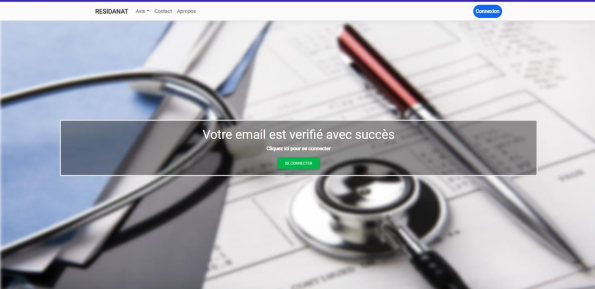 RESIDANAT Avis Contact Apropos Connexion
Votre email est verifié avec succès
Cliquez ici pour se connecter
SE CONNECTER